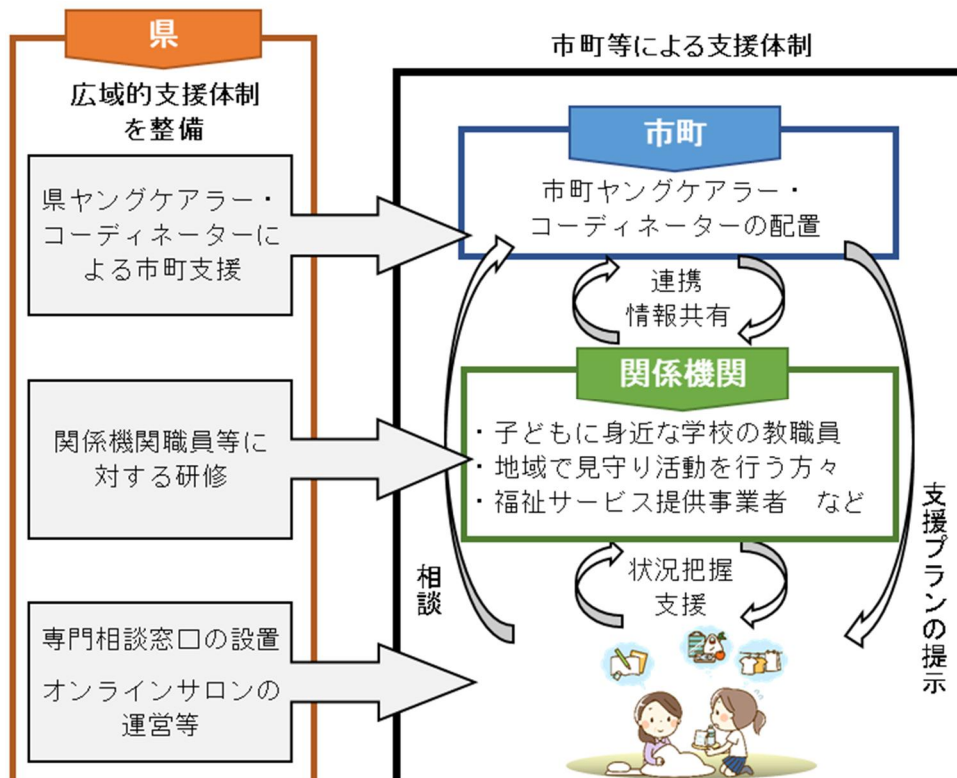 県
広域的支援体制
を整備
県ヤングケアラー・
コーディネーターに
よる市町支援
関係機関職員等に
対する研修
専門相談窓口の設置
オンラインサロンの
運営等
市町等による支援体制
市町
市町ヤングケアラー・
コーディネーターの配置
連携
情報共有
関係機関
・子どもに身近な学校の教職員
・地域で見守り活動を行う方々
・福祉サービス提供事業者　など
状況把握
支援
相談
支援プランの提示